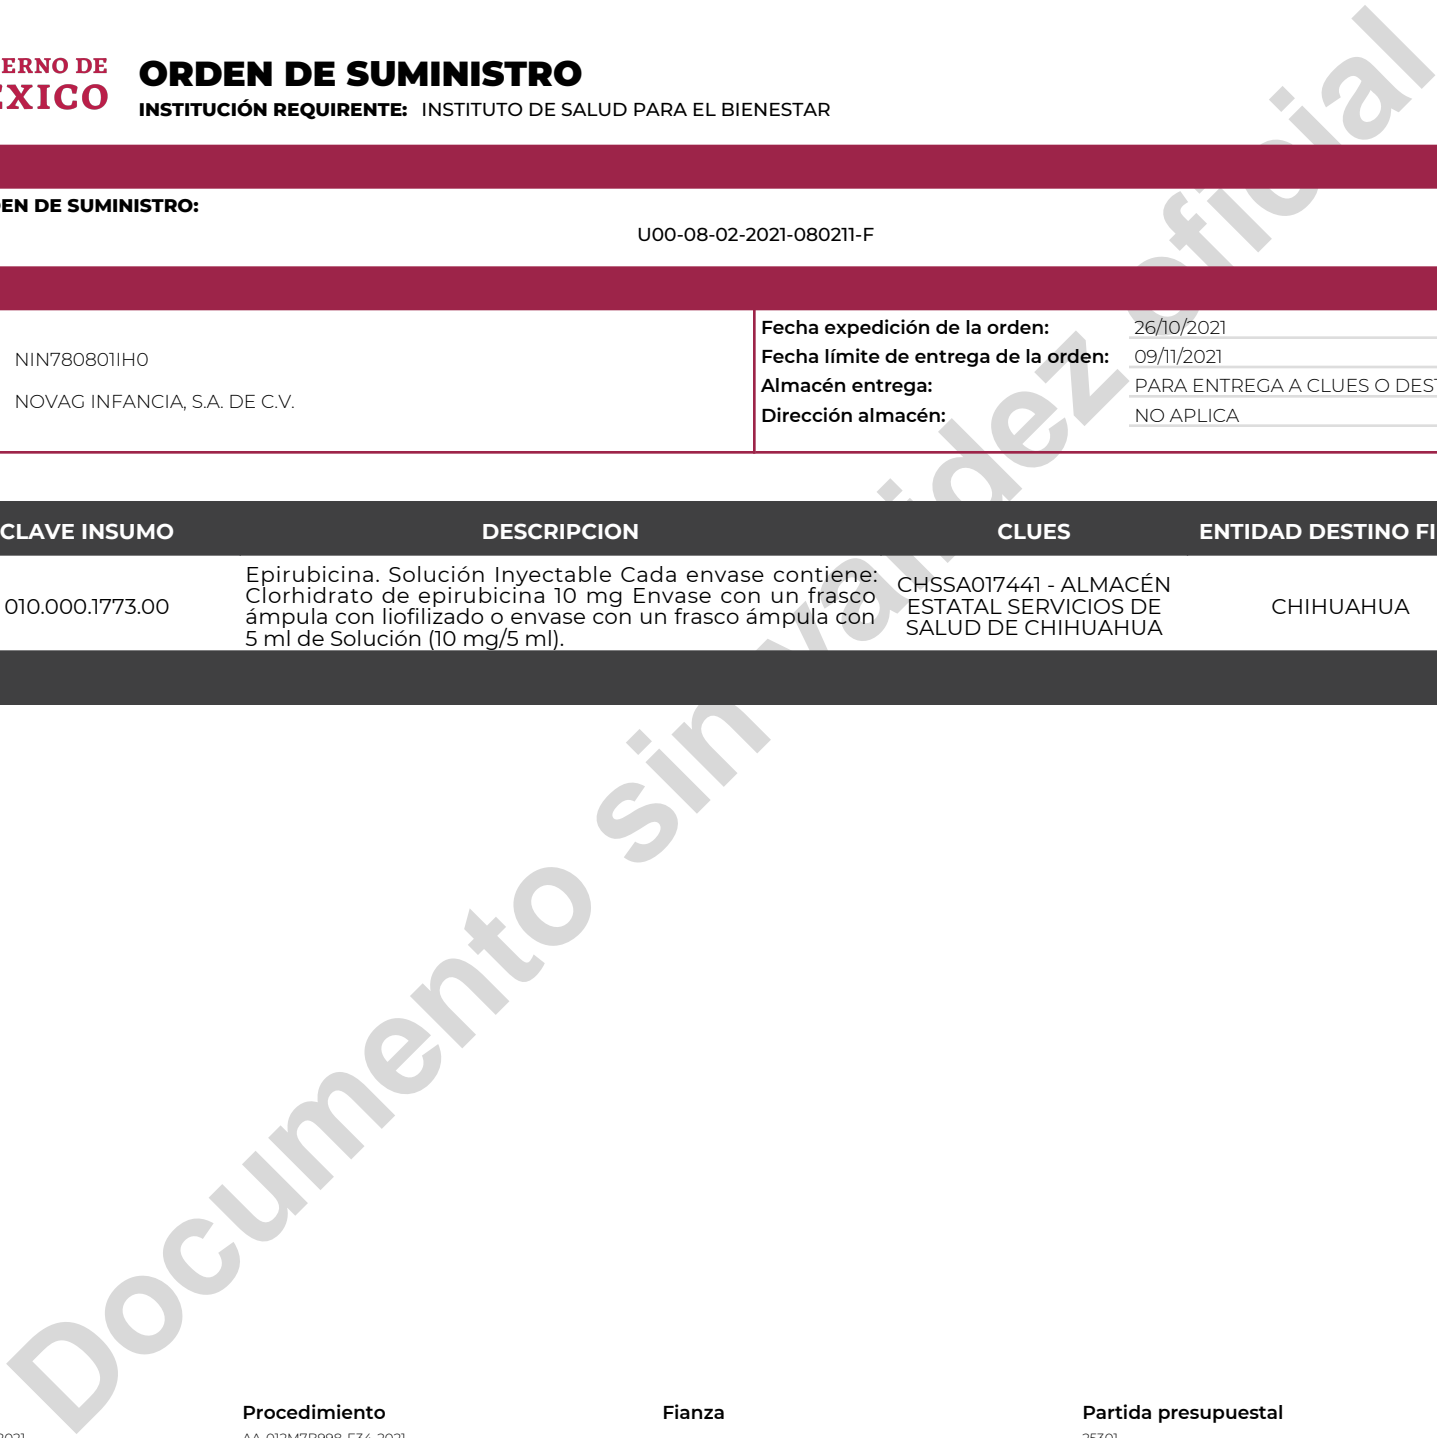 ERNO DE
EXICO
ORDEN DE SUMINISTRO
INSTITUCIÓN REQUIRENTE: INSTITUTO DE SALUD PARA EL BIENESTAR
EN DE SUMINISTRO:
U00-08-02-2021-080211-F
NIN780801IH0
NOVAG INFANCIA, S.A. DE C.V.
Fecha expedición de la orden: 26/10/2021
Fecha límite de entrega de la orden: 09/11/2021
Almacén entrega: PARA ENTREGA A CLUES O DEST
Dirección almacén: NO APLICA
CLAVE INSUMO DESCRIPCION CLUES ENTIDAD DESTINO FI
010.000.1773.00
Epirubicina. Solución Inyectable Cada envase contiene:
Clorhidrato de epirubicina 10 mg Envase con un frasco
ámpula con liofilizado o envase con un frasco ámpula con
5 ml de Solución (10 mg/5 ml).
CHSSA017441 - ALMACÉN
ESTATAL SERVICIOS DE
SALUD DE CHIHUAHUA
CHIHUAHUA
Documento sin validez oficial
Procedimiento Fianza Partida presupuestal